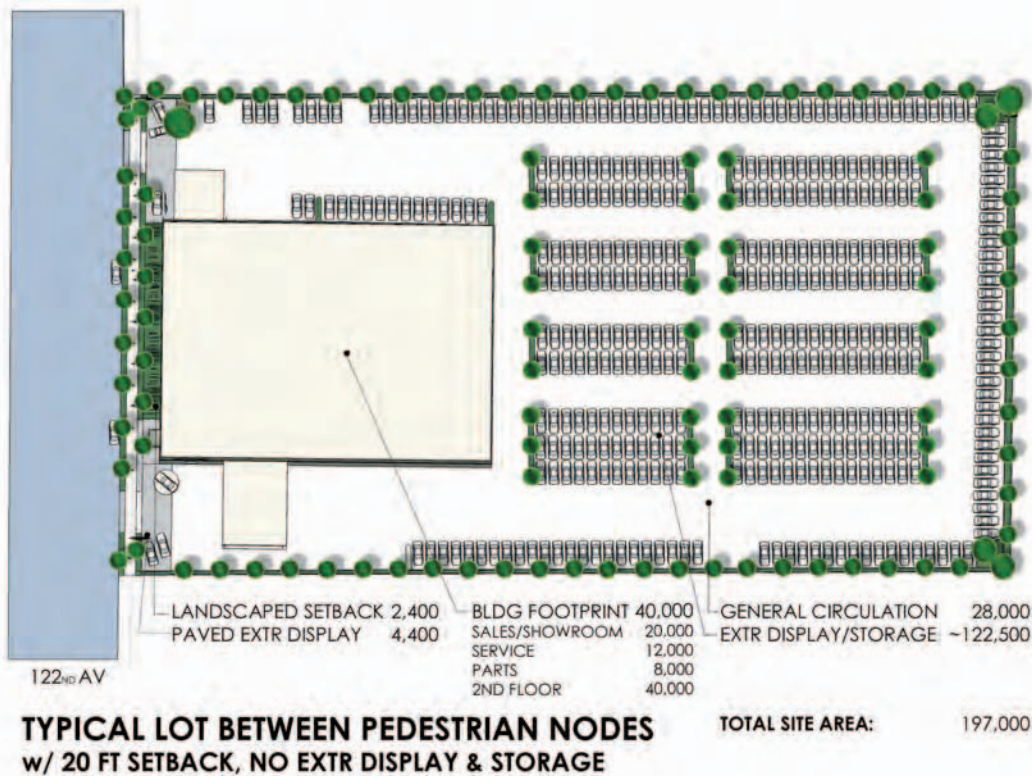 LANDSCAPED SETBACK 2,400
PAVED EXTR DISPLAY 4,400
BLDG FOOTPRINT 40,000
SALES/SHOWROOM 20,000
SERVICE 12,000
PARTS 8,000
2ND FLOOR 40,000
GENERAL CIRCULATION 28,000
EXTR DISPLAY/STORAGE ~122,500
122ND AV
TYPICAL LOT BETWEEN PEDESTRIAN NODES
w/ 20 FT SETBACK, NO EXTR DISPLAY & STORAGE
TOTAL SITE AREA: 197,000